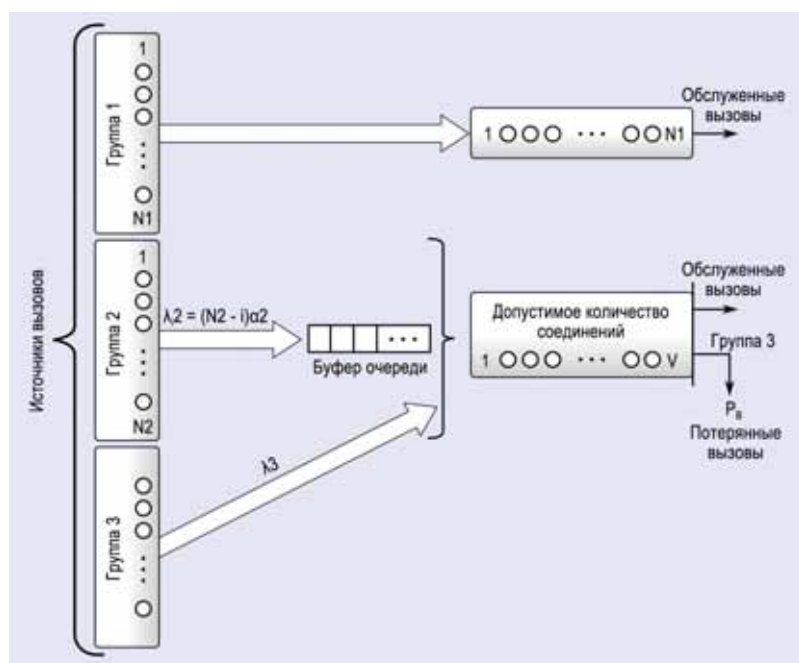 Источники вызовов
Группа 1
1
...
N1
1 ... N1
Обслуженные
вызовы
Группа 2
1
...
N2
λ2 = (N2 - i)α2
...
Буфер очереди
Допустимое количество
соединений
1 ... V
Обслуженные
вызовы
Группа 3
Pв
Потерянные
вызовы
λ3
Группа 3
...